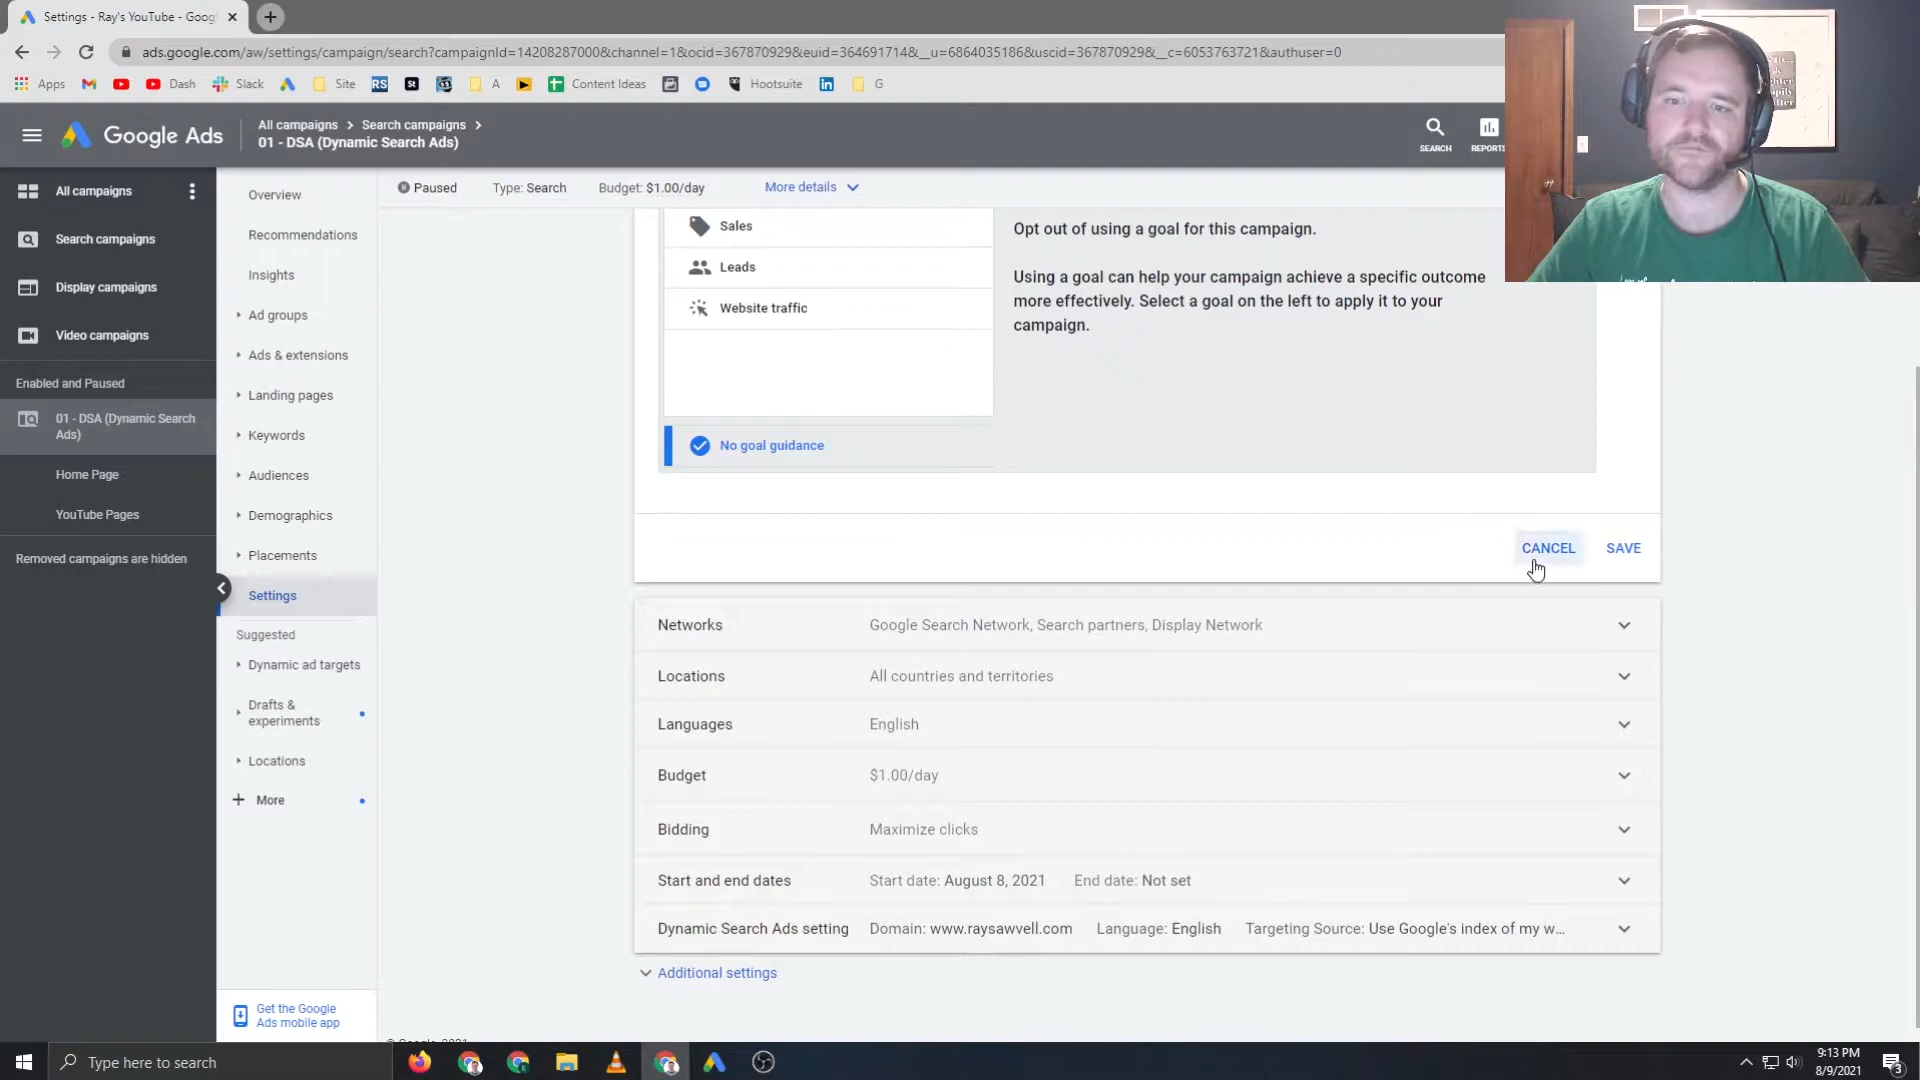 Settings - Ray's YouTube - Goog
ads.google.com/aw/settings/campaign/search?campaignId=14208287000&channel=1&ocid=367870929&euid=364691714&__u=6864035186&uscid=367870929&__c=6053763721&authuser=0
Apps
Dash
Slack
Site
RS
A
Content Ideas
Hootsuite
G
Google Ads
All campaigns > Search campaigns >
01 - DSA (Dynamic Search Ads)
SEARCH
REPORTS
All campaigns
Search campaigns
Display campaigns
Video campaigns
Enabled and Paused
01 - DSA (Dynamic Search
Ads)
Home Page
YouTube Pages
Removed campaigns are hidden
Overview
Recommendations
Insights
Ad groups
Ads & extensions
Landing pages
Keywords
Audiences
Demographics
Placements
Settings
Suggested
Dynamic ad targets
Drafts &
experiments
Locations
More
Get the Google
Ads mobile app
Paused Type: Search Budget: $1.00/day More details
Sales
Leads
Website traffic
No goal guidance
Opt out of using a goal for this campaign.
Using a goal can help your campaign achieve a specific outcome
more effectively. Select a goal on the left to apply it to your
campaign.
CANCEL SAVE
Networks Google Search Network, Search partners, Display Network
Locations All countries and territories
Languages English
Budget $1.00/day
Bidding Maximize clicks
Start and end dates Start date: August 8, 2021 End date: Not set
Dynamic Search Ads setting Domain: www.raysawvell.com Language: English Targeting Source: Use Google's index of my w...
Additional settings
Type here to search
9:13 PM
8/9/2021
3